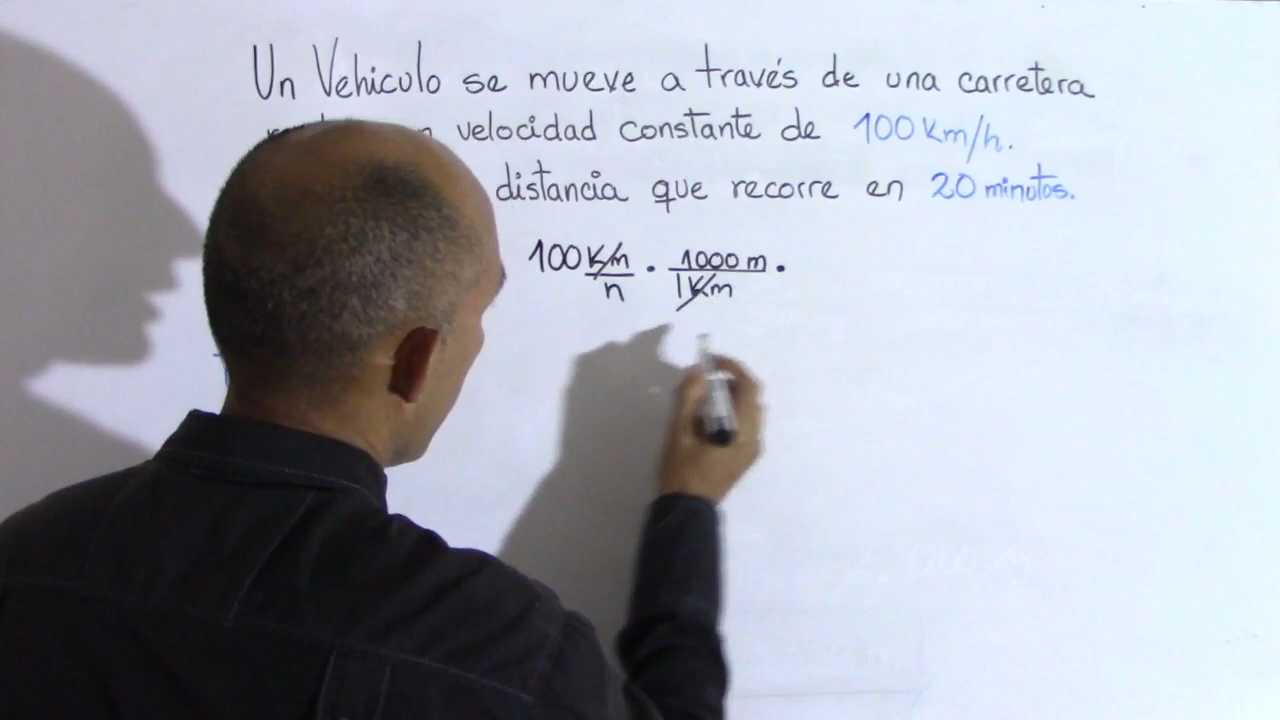 Un Vehiculo se mueve a través de una carretera
velocidad constante de 100 Km/h.
distancia que recorre en 20 minutos.
100 Km/h . 1000 m/1 Km .